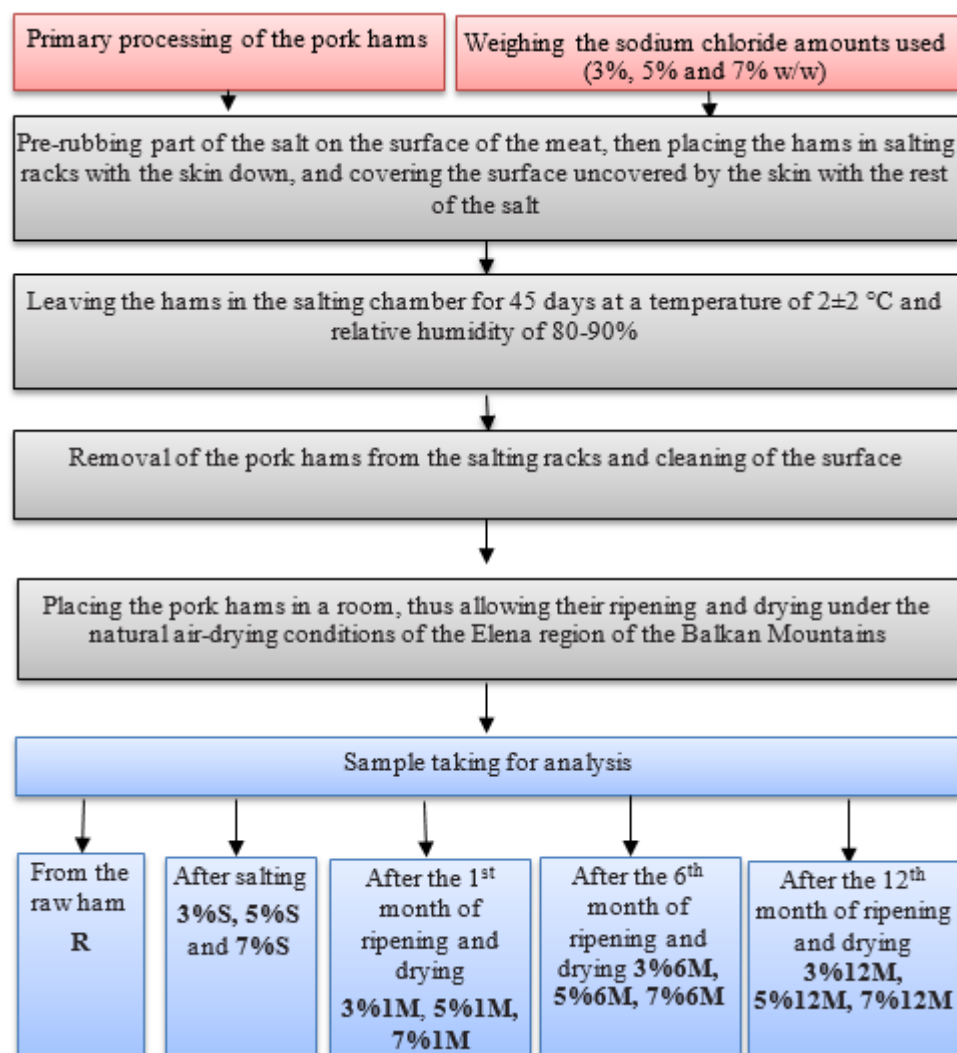 Primary processing of the pork hams
Weighing the sodium chloride amounts used
(3%, 5% and 7% w/w)
Pre-rubbing part of the salt on the surface of the meat, then placing the hams in salting
racks with the skin down, and covering the surface uncovered by the skin with the rest
of the salt
Leaving the hams in the salting chamber for 45 days at a temperature of 2±2 °C and
relative humidity of 80-90%
Removal of the pork hams from the salting racks and cleaning of the surface
Placing the pork hams in a room, thus allowing their ripening and drying under the
natural air-drying conditions of the Elena region of the Balkan Mountains
Sample taking for analysis
From the
raw ham
R
After salting
3%S, 5%S
and 7%S
After the 1st
month of
ripening and
drying
3%1M, 5%1M,
7%1M
After the 6th
month of
ripening and
drying 3%6M,
5%6M, 7%6M
After the 12th
month of ripening
and drying
3%12M,
5%12M, 7%12M